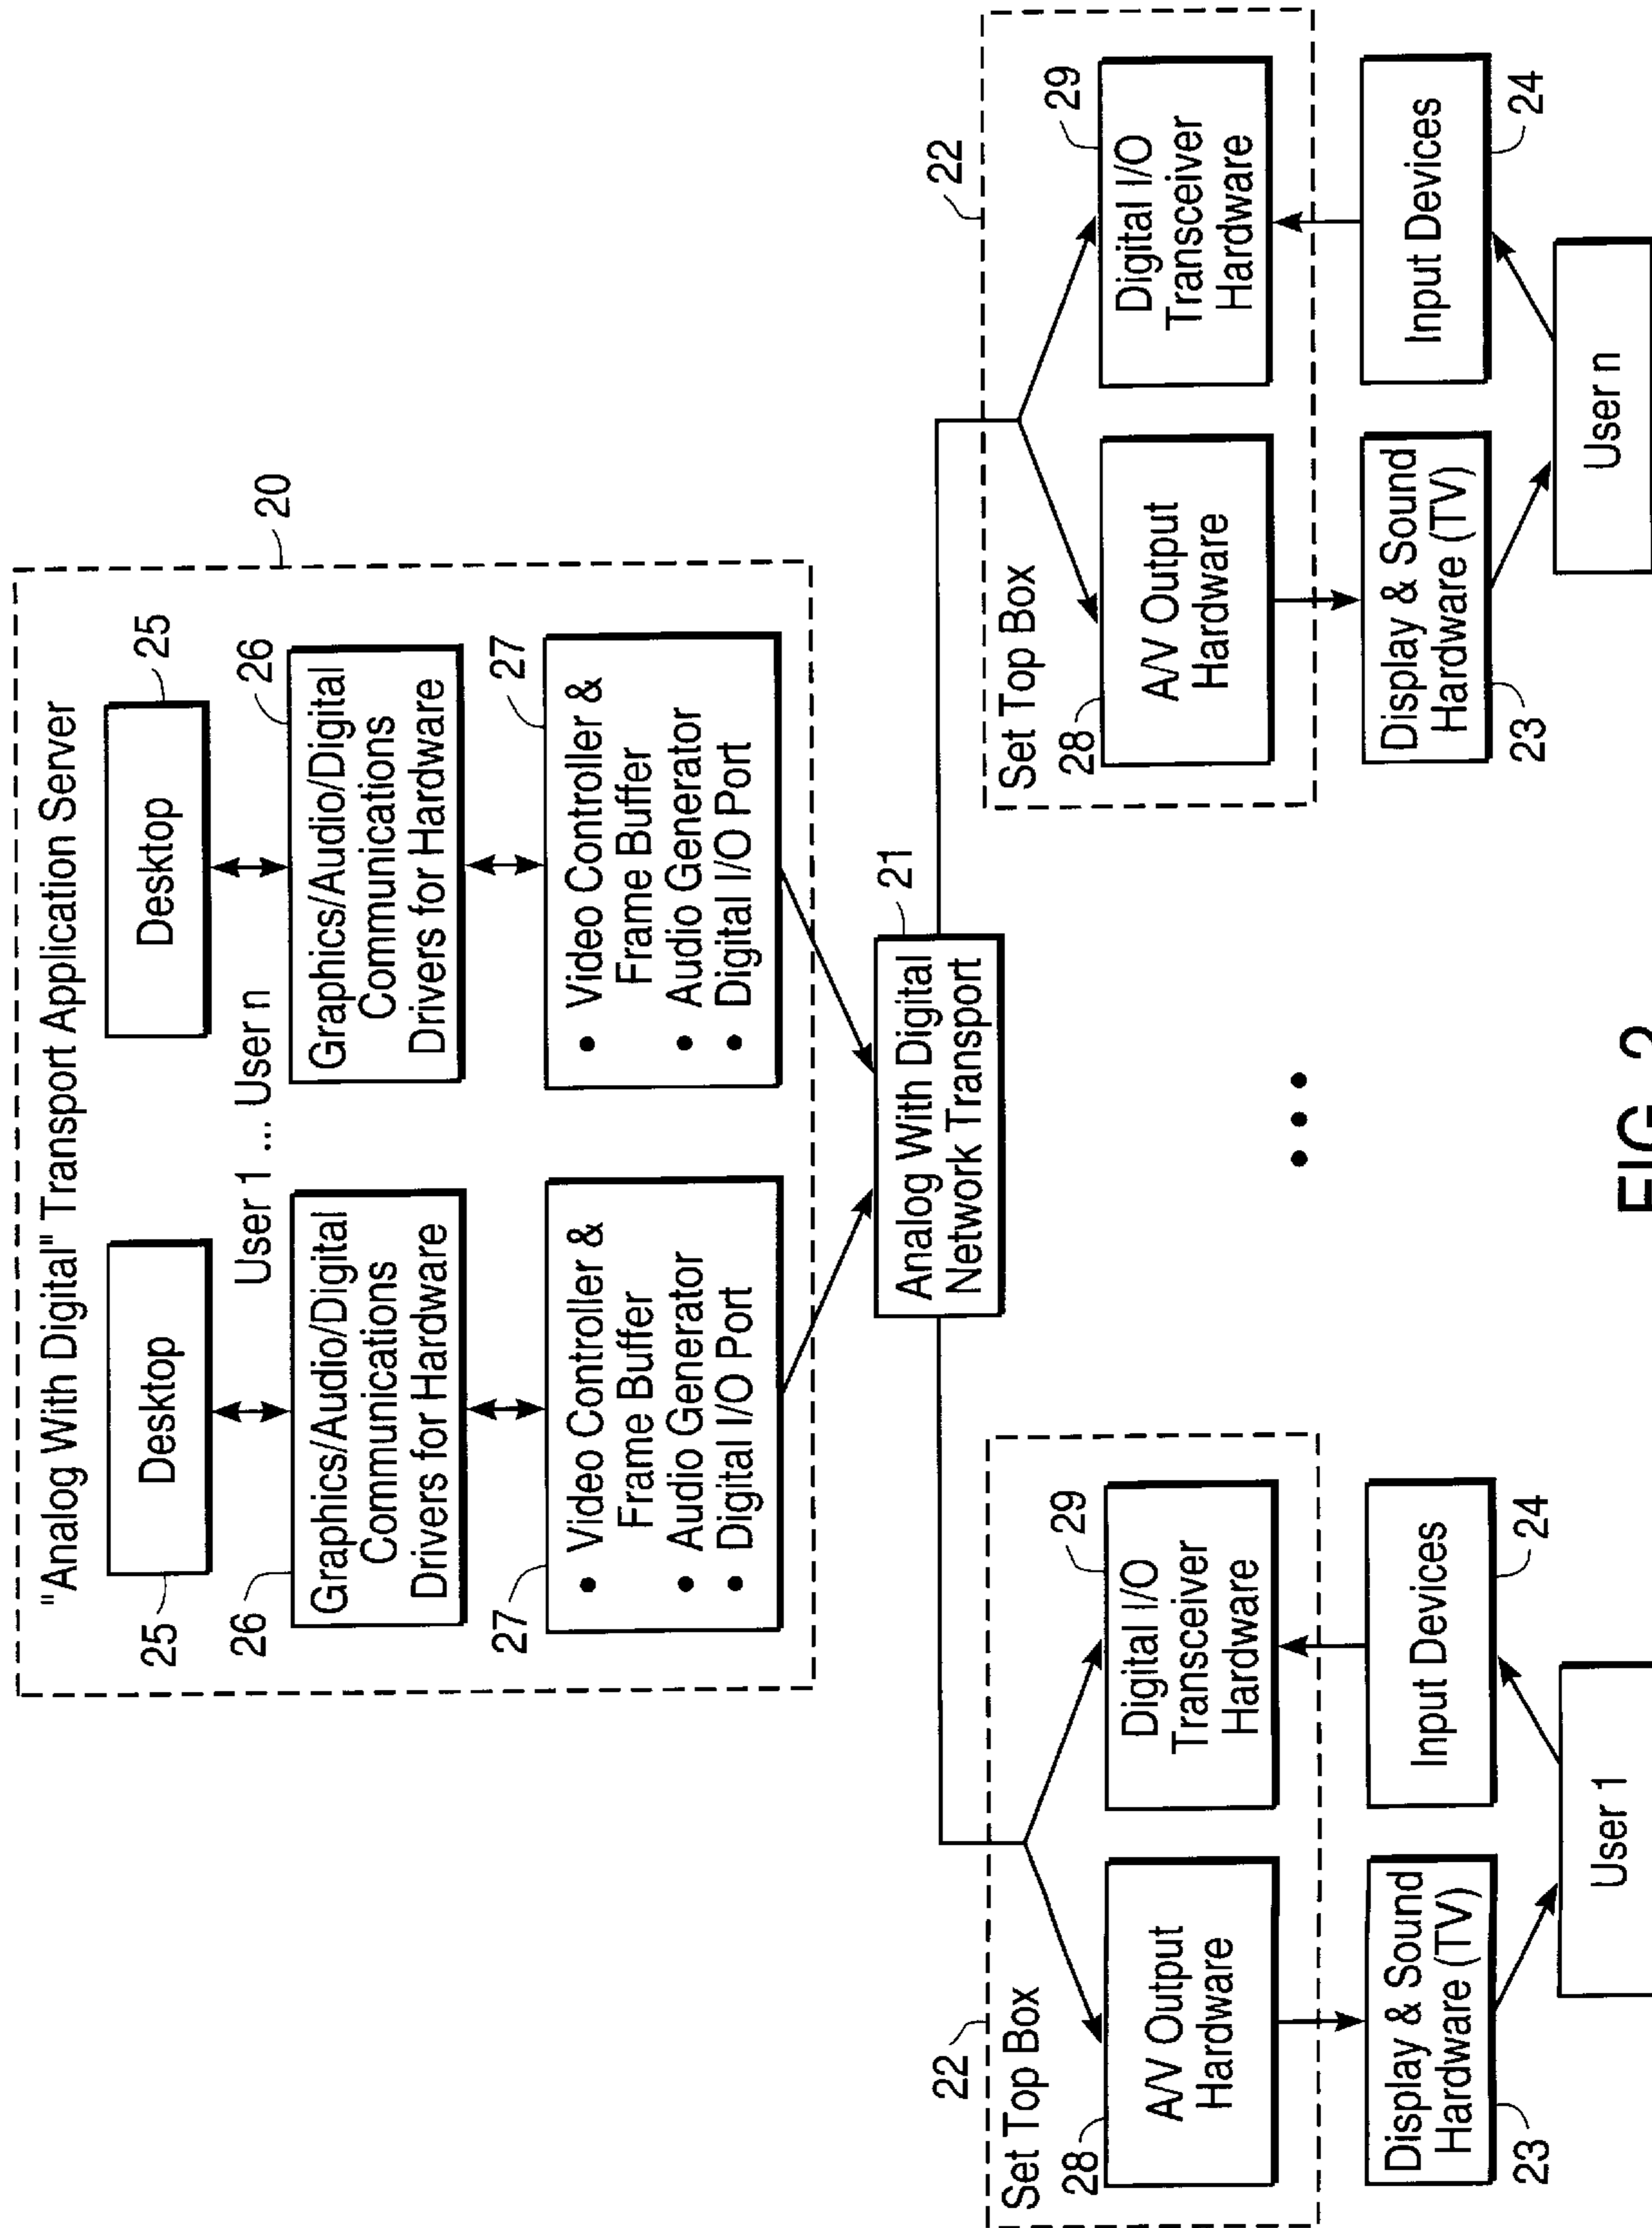 "Analog With Digital" Transport Application Server
20
Desktop
25
Desktop
25
User 1 ... User n
26
Graphics/Audio/Digital
Communications
Drivers for Hardware
26
Graphics/Audio/Digital
Communications
Drivers for Hardware
27
• Video Controller &
Frame Buffer
• Audio Generator
• Digital I/O Port
27
• Video Controller &
Frame Buffer
• Audio Generator
• Digital I/O Port
21
Analog With Digital
Network Transport
22
Set Top Box
28
A/V Output
Hardware
29
Digital I/O
Transceiver
Hardware
Display & Sound
Hardware (TV)
23
Input Devices
24
User 1
• • •
22
Set Top Box
28
A/V Output
Hardware
29
Digital I/O
Transceiver
Hardware
Display & Sound
Hardware (TV)
23
Input Devices
24
User n
FIG. 2